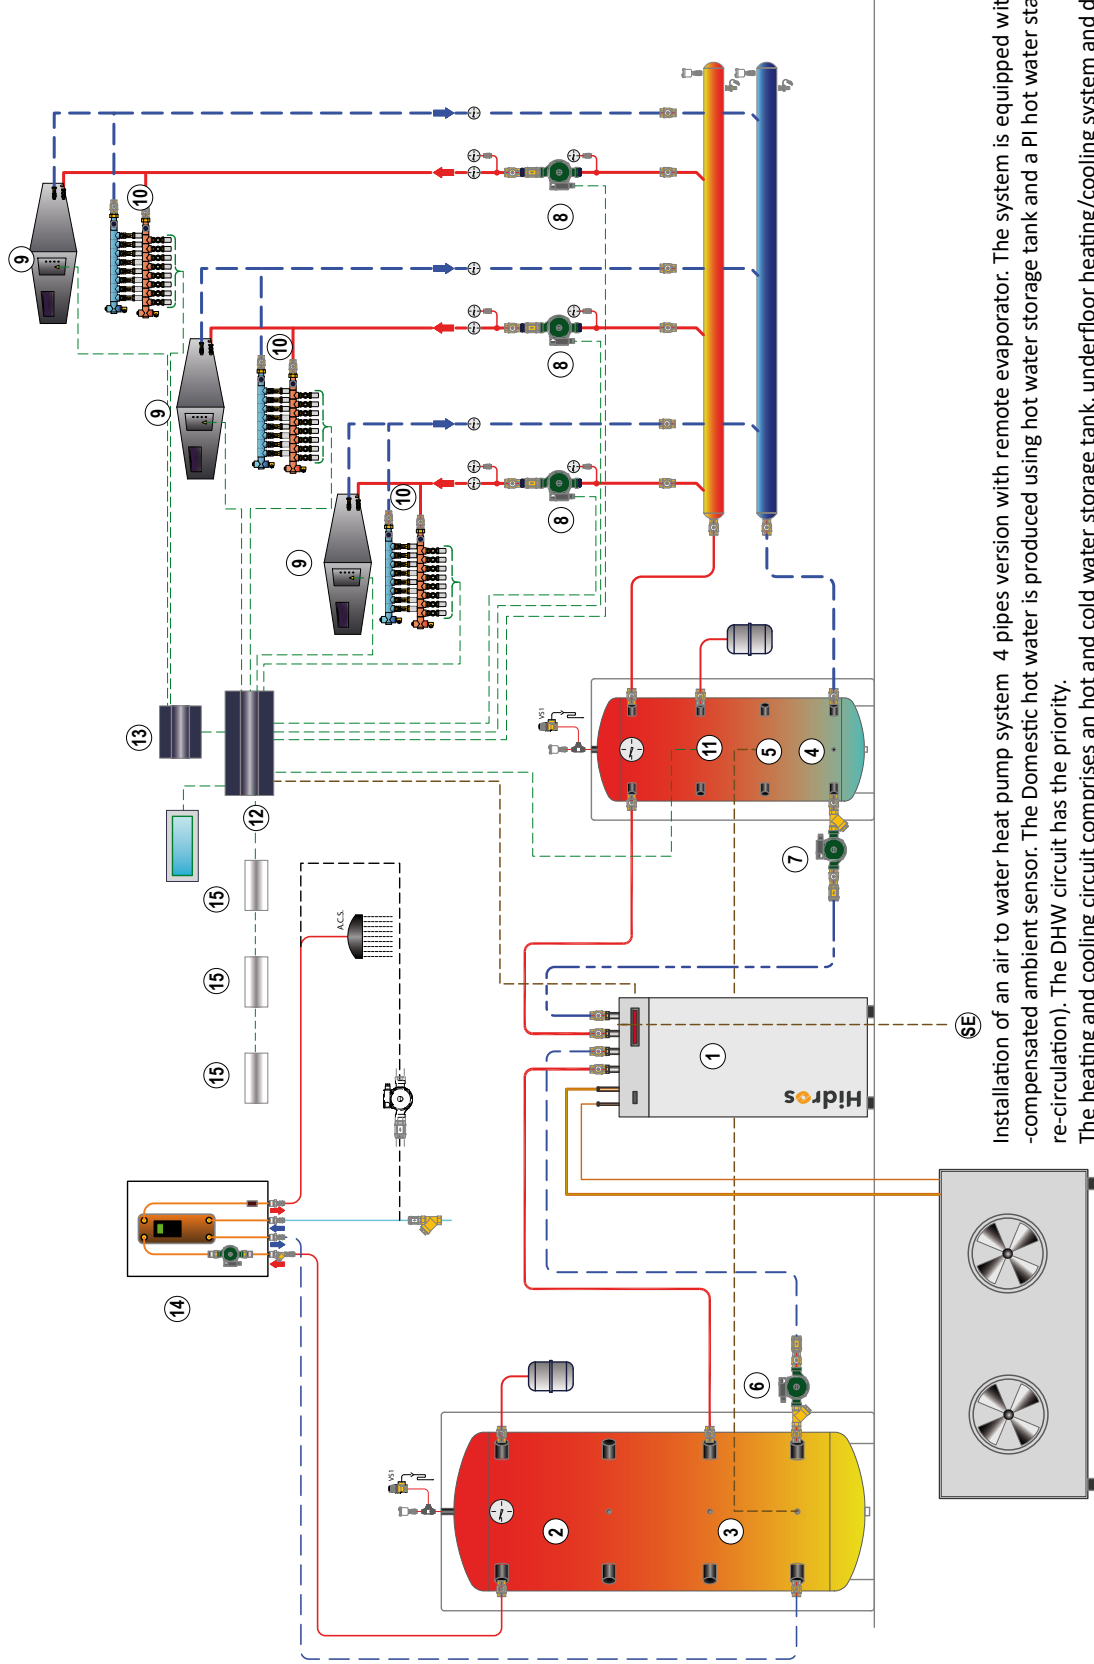 9
10
9
10
9
10
8
8
8
13
12
15
15
15
A.C.S.
14
VS 1
11
5
4
7
1
Hidros
SE
VS 1
2
3
6
Installation of an air to water heat pump system 4 pipes version with remote evaporator. The system is equipped wit
-compensated ambient sensor. The Domestic hot water is produced using hot water storage tank and a PI hot water sta
re-circulation). The DHW circuit has the priority.
The heating and cooling circuit comprises an hot and cold water storage tank, underfloor heating/cooling system and d